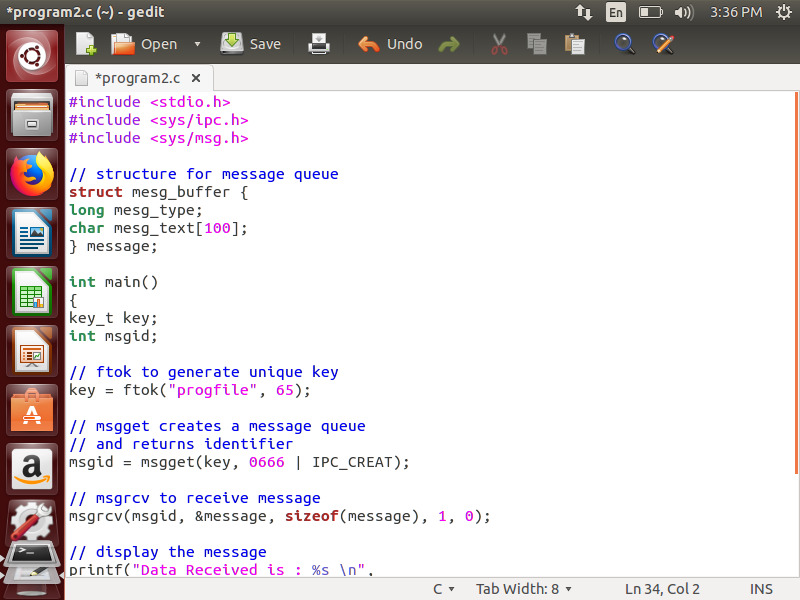 *program2.c (~) - gedit
En
3:36 PM
Open
Save
Undo
*program2.c
#include <stdio.h>
#include <sys/ipc.h>
#include <sys/msg.h>
// structure for message queue
struct mesg_buffer {
long mesg_type;
char mesg_text[100];
} message;
int main()
{
key_t key;
int msgid;
// ftok to generate unique key
key = ftok("progfile", 65);
// msgget creates a message queue
// and returns identifier
msgid = msgget(key, 0666 | IPC_CREAT);
// msgrcv to receive message
msgrcv(msgid, &message, sizeof(message), 1, 0);
// display the message
printf("Data Received is : %s \n",
C
Tab Width: 8
Ln 34, Col 2
INS